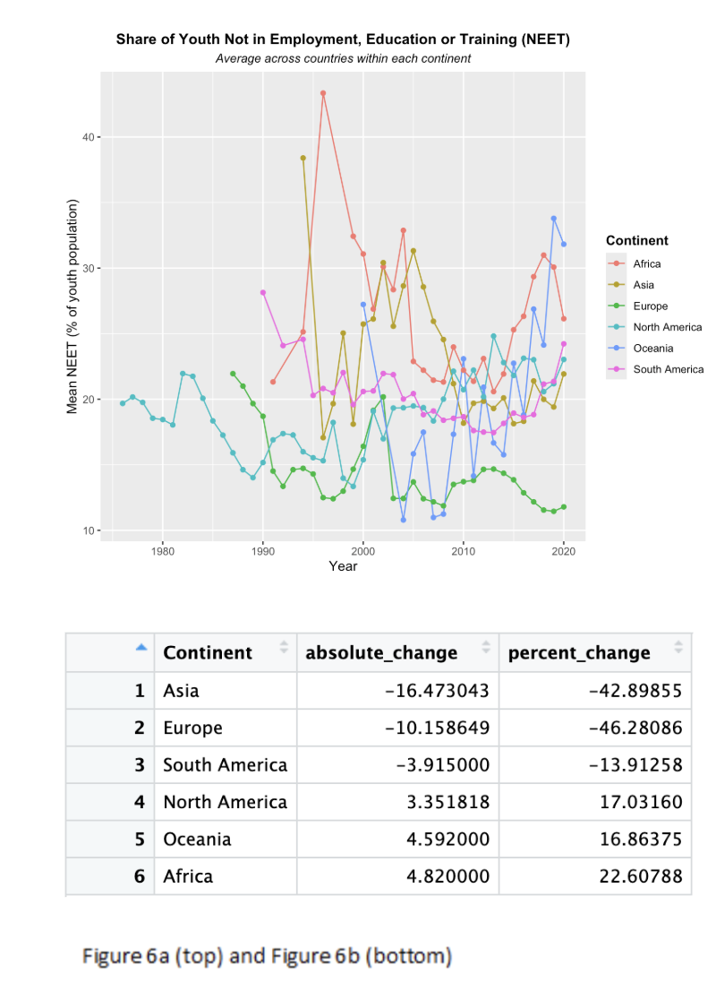 Share of Youth Not in Employment, Education or Training (NEET)
Average across countries within each continent
Mean NEET (% of youth population)
40
30
20
10
1980 1990 2000 2010 2020
Year
Continent
Africa
Asia
Europe
North America
Oceania
South America
Continent absolute_change percent_change
1 Asia -16.473043 -42.89855
2 Europe -10.158649 -46.28086
3 South America -3.915000 -13.91258
4 North America 3.351818 17.03160
5 Oceania 4.592000 16.86375
6 Africa 4.820000 22.60788
Figure 6a (top) and Figure 6b (bottom)